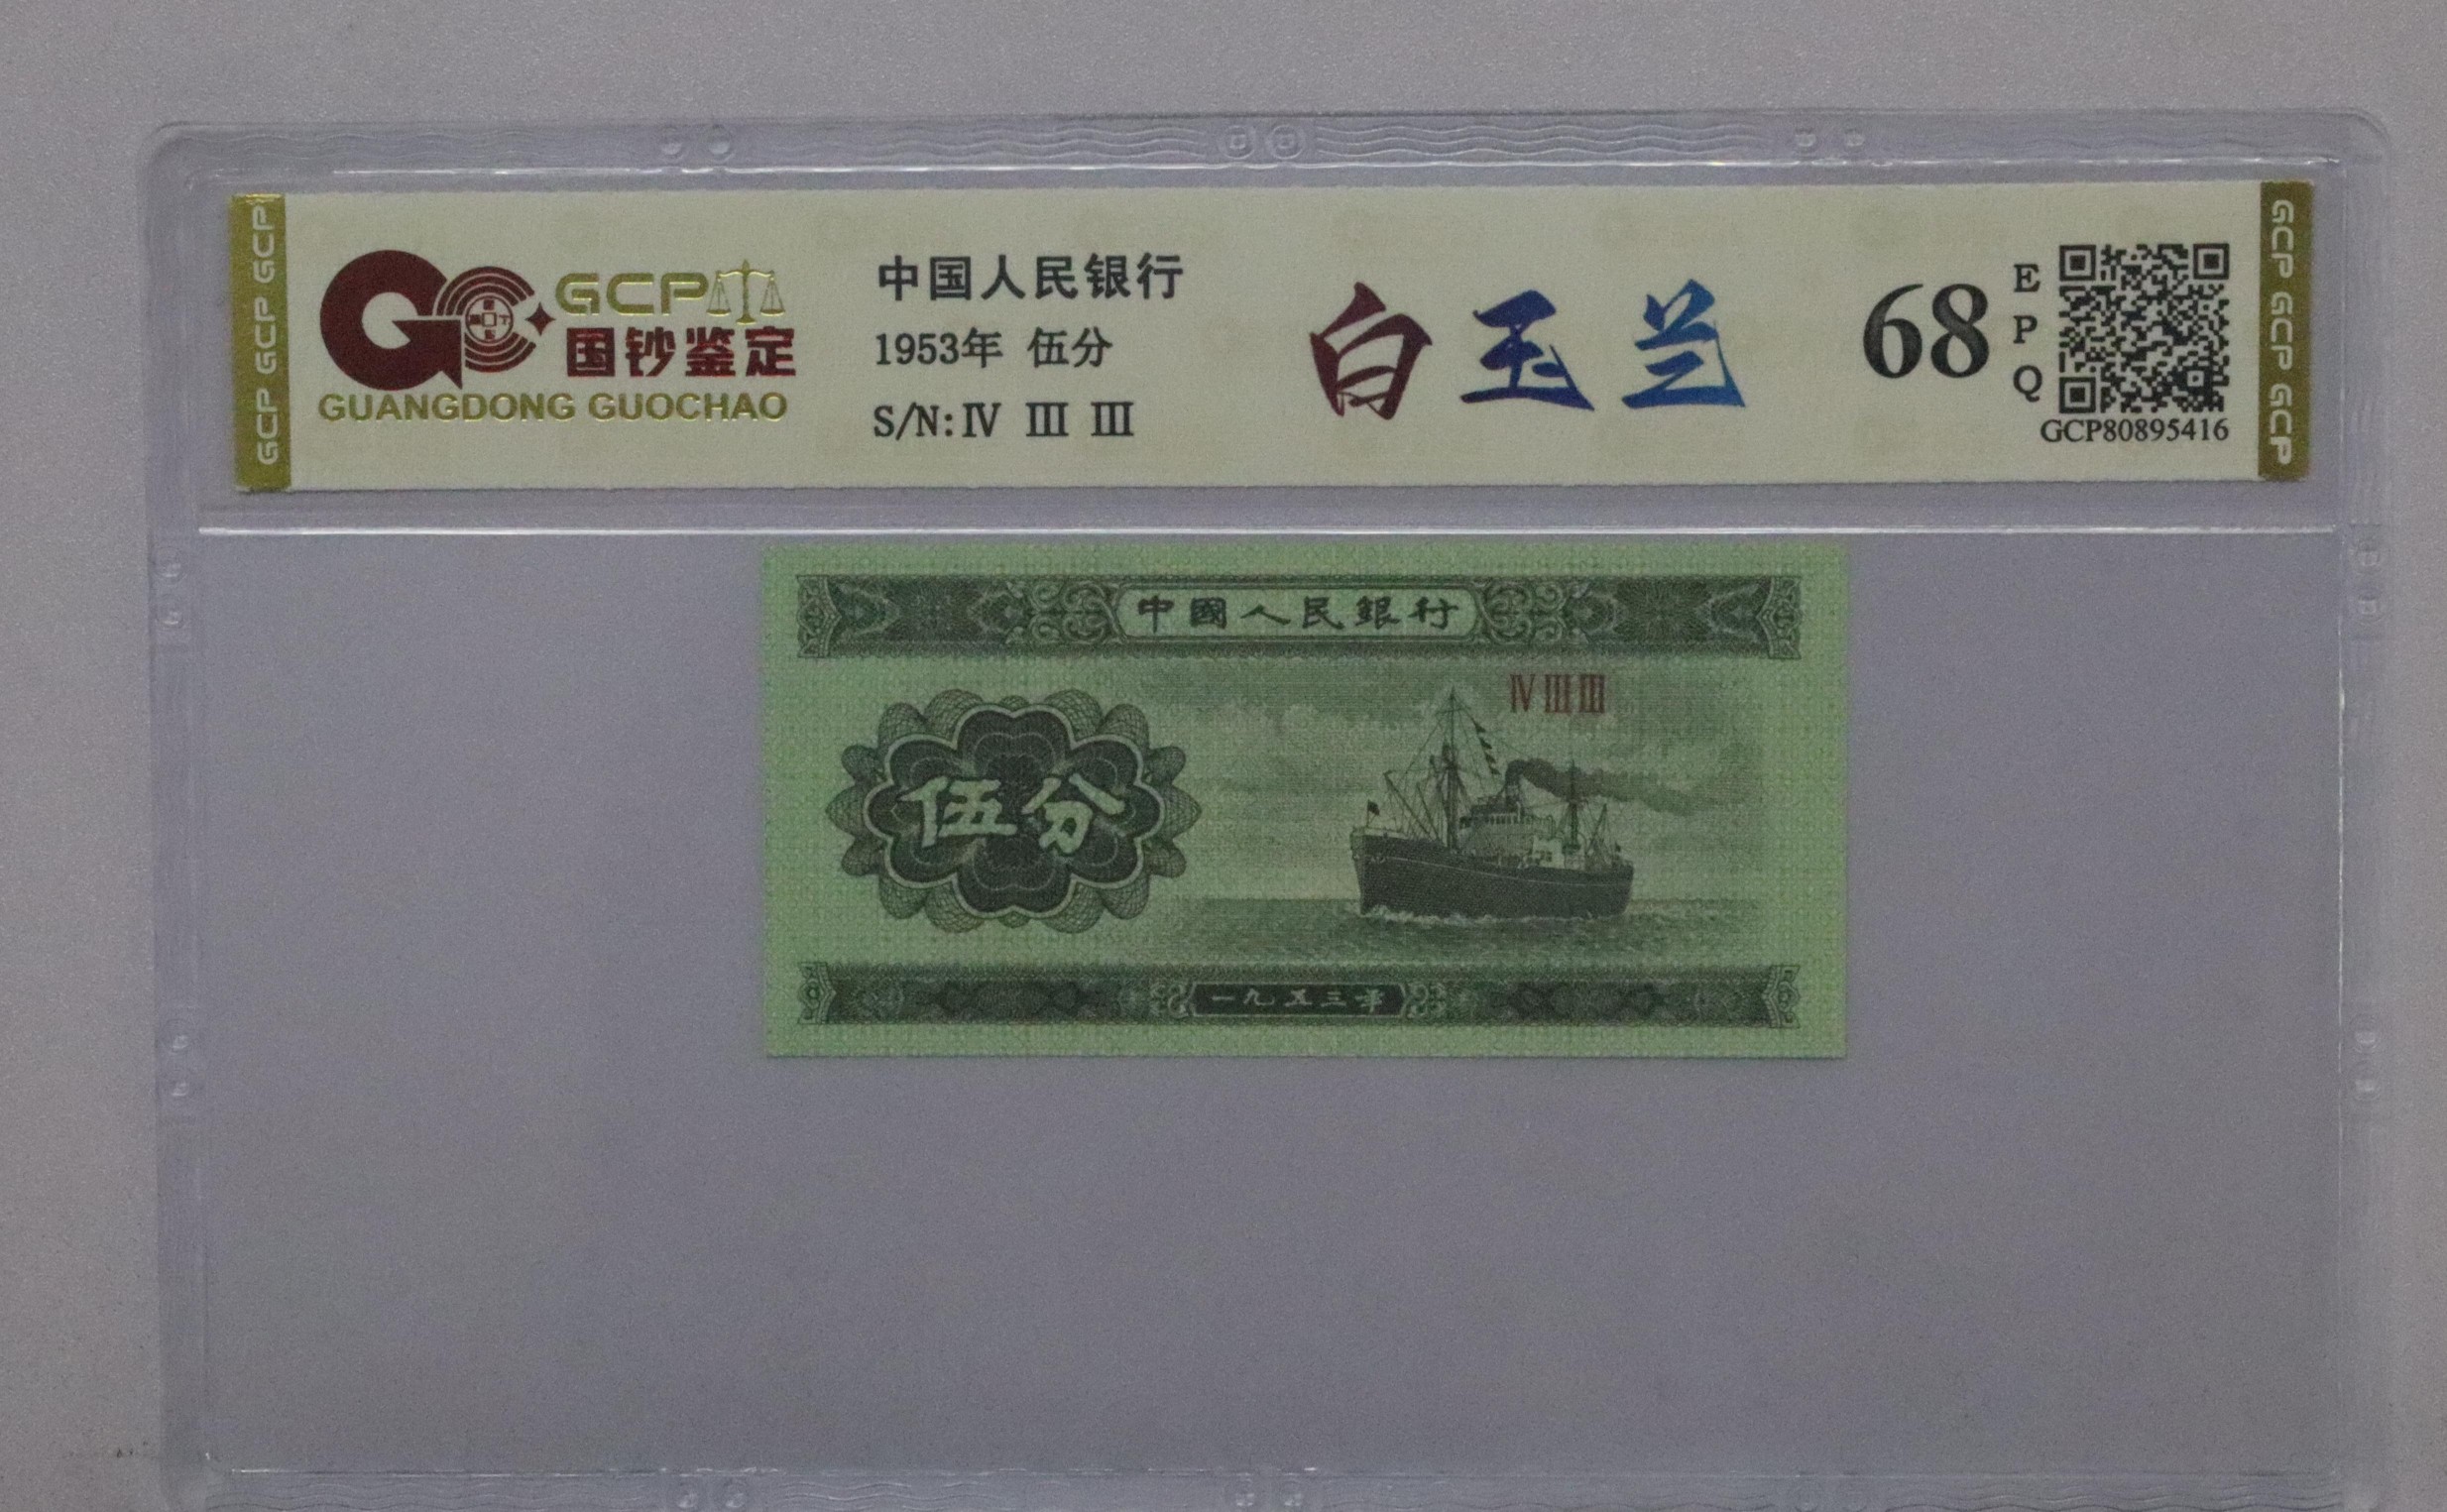 GCP GCP GCP
GCP
国钞鉴定
GUANGDONG GUOCHAO
中国人民银行
1953年 伍分
S/N: Ⅳ Ⅲ Ⅲ
白玉兰
68
EPQ
GCP80895416
GCP GCP GCP
中國人民銀行
Ⅳ Ⅲ Ⅲ
伍分
一九五三年